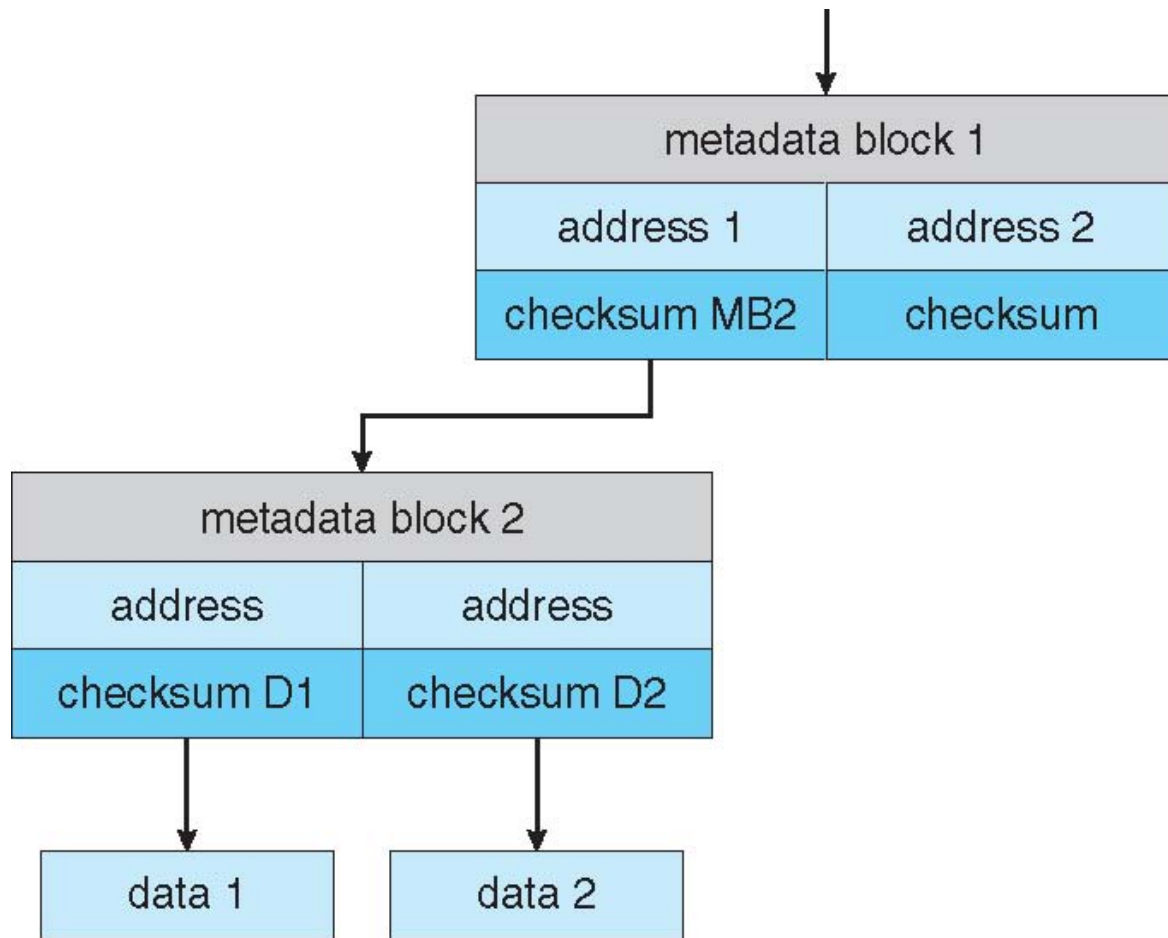 metadata block 1
address 1
address 2
checksum MB2
checksum
metadata block 2
address
address
checksum D1
checksum D2
data 1
data 2